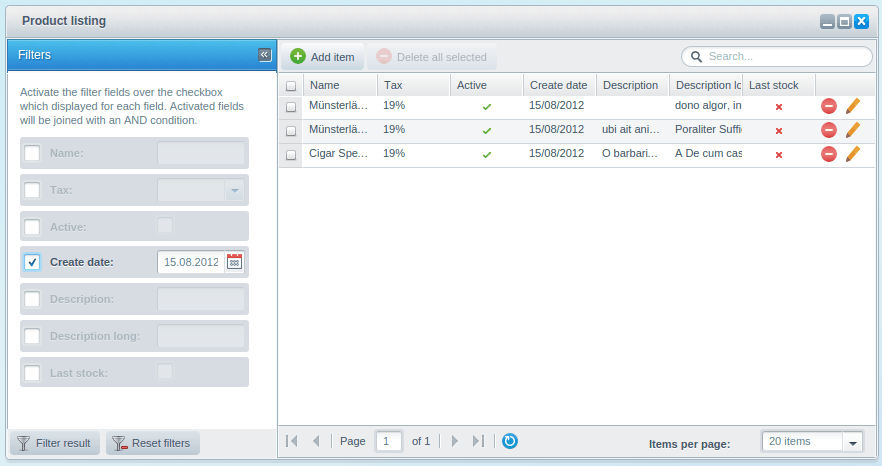 Product listing
Filters
Add item
Delete all selected
Search...
Activate the filter fields over the checkbox
which displayed for each field. Activated fields
will be joined with an AND condition.
Name:
Tax:
Active:
Create date: 15.08.2012
Description:
Description long:
Last stock:
Filter result
Reset filters
Name Tax Active Create date Description Description lo Last stock
Münsterlä... 19% 15/08/2012 dono algor, in
Münsterlä... 19% 15/08/2012 ubi ait ani... Poraliter Suffi
Cigar Spe... 19% 15/08/2012 O barbari... A De cum cas
Page 1 of 1
Items per page: 20 items